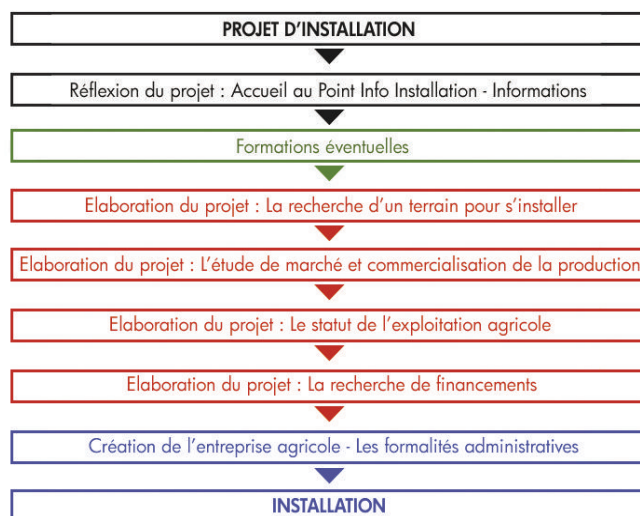 PROJET D'INSTALLATION
Réflexion du projet : Accueil au Point Info Installation - Informations
Formations éventuelles
Elaboration du projet : La recherche d'un terrain pour s'installer
Elaboration du projet : L'étude de marché et commercialisation de la production
Elaboration du projet : Le statut de l'exploitation agricole
Elaboration du projet : La recherche de financements
Création de l'entreprise agricole - Les formalités administratives
INSTALLATION